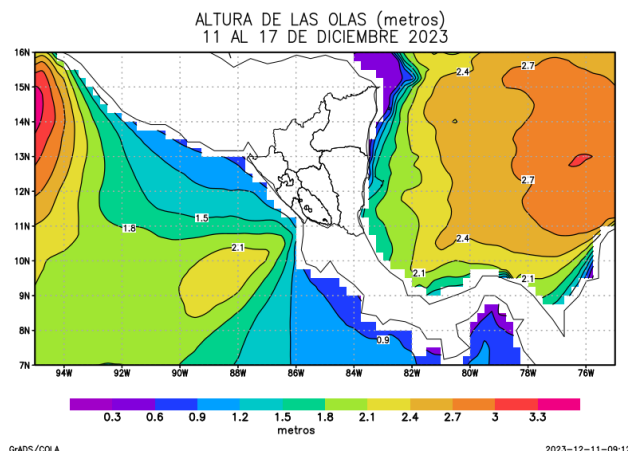 ALTURA DE LAS OLAS (metros)
11 AL 17 DE DICIEMBRE 2023
16N
15N
14N
13N
12N
11N
10N
9N
8N
7N
2.4
2.7
2.7
1.5
1.8
2.1
2.4
2.1
2.1
0.9
94W 92W 90W 88W 86W 84W 82W 80W 78W 76W
0.3 0.6 0.9 1.2 1.5 1.8 2.1 2.4 2.7 3 3.3
metros
GrADS/COLA
2023-12-11-09:12